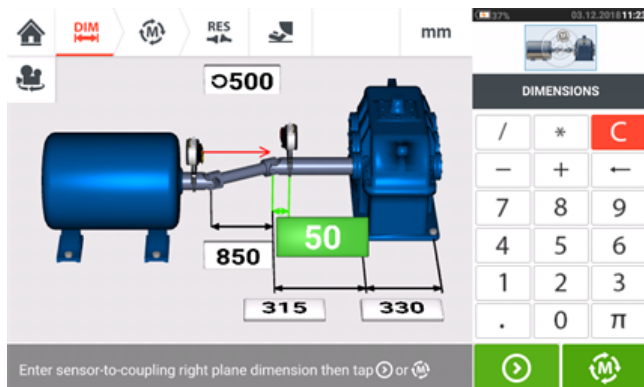 DIM
M
RES
mm
37%
03.12.2018 11:23
500
DIMENSIONS
/ * C
- + ←
7 8 9
50
850
4 5 6
315 330
1 2 3
. 0 π
Enter sensor-to-coupling right plane dimension then tap or M
M